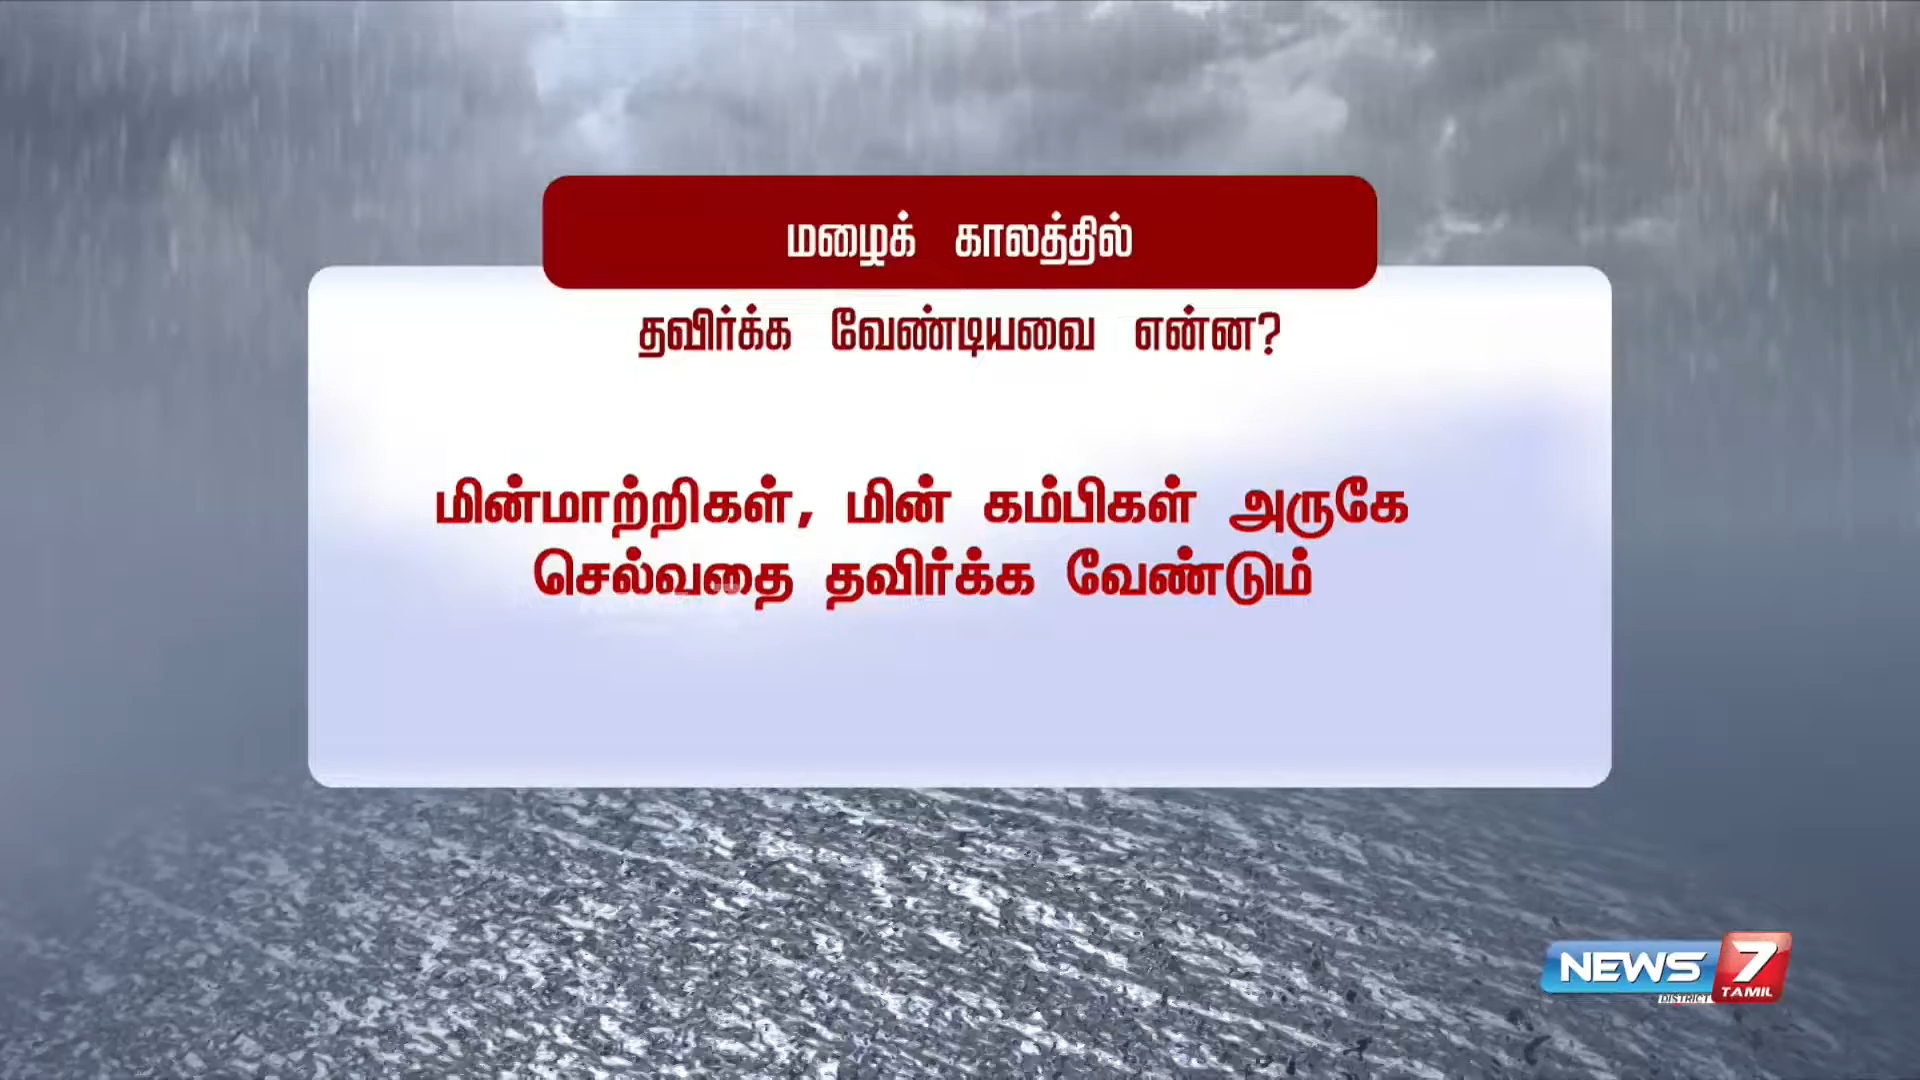 மழைக் காலத்தில்
தவிர்க்க வேண்டியவை என்ன?
மின்மாற்றிகள், மின் கம்பிகள் அருகே
செல்வதை தவிர்க்க வேண்டும்
NEWS 7
DISTRICT TAMIL